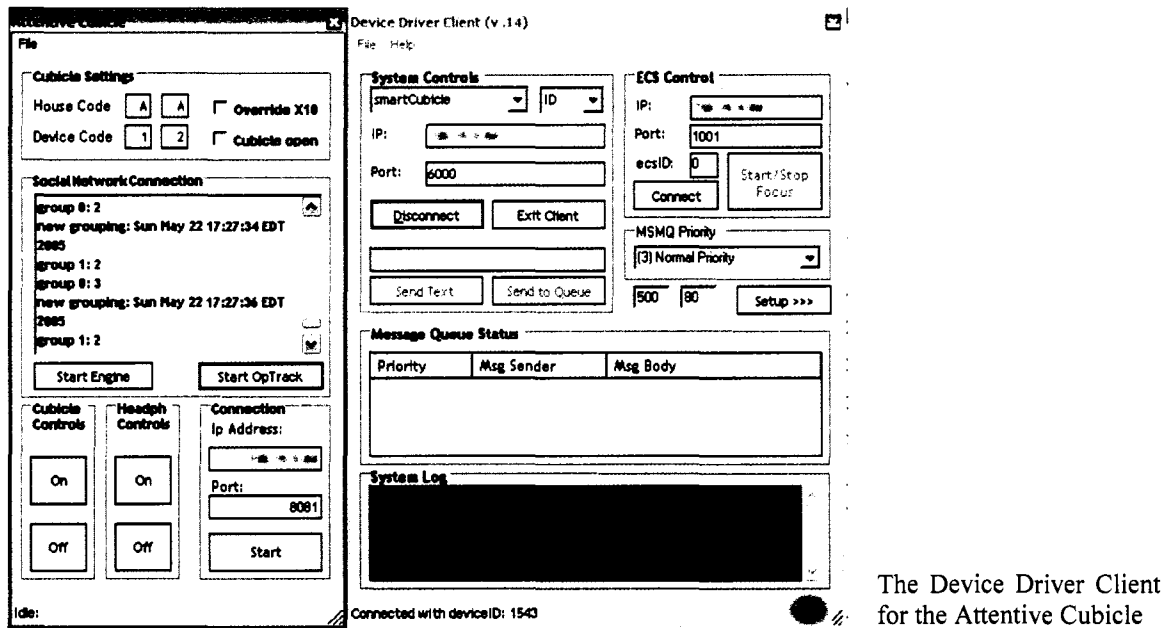 Attentive Cubicle
File
Cubicle Settings
House Code A A Override X10
Device Code 1 2 Cubicle open
Social Network Connection
group 0: 2
new grouping: Sun May 22 17:27:34 EDT
2005
group 1: 2
group 0: 3
new grouping: Sun May 22 17:27:36 EDT
2005
group 1: 2
Start Engine Start OpTrack
Cubicle
Controls
On
Off
Headph
Controls
On
Off
Connection
Ip Address:
Port:
8081
Start
Idle:
Device Driver Client (v .14)
File Help
System Controls
smartCubicle ID
IP:
Port: 6000
Disconnect Exit Client
Send Text Send to Queue
ECS Control
IP:
Port: 1001
ecsID: 0
Connect
Start/Stop
Focus
MSMQ Priority
(3) Normal Priority
500 80 Setup >>>
Message Queue Status
Priority Msg Sender Msg Body
System Log
Connected with deviceID: 1543
The Device Driver Client
for the Attentive Cubicle